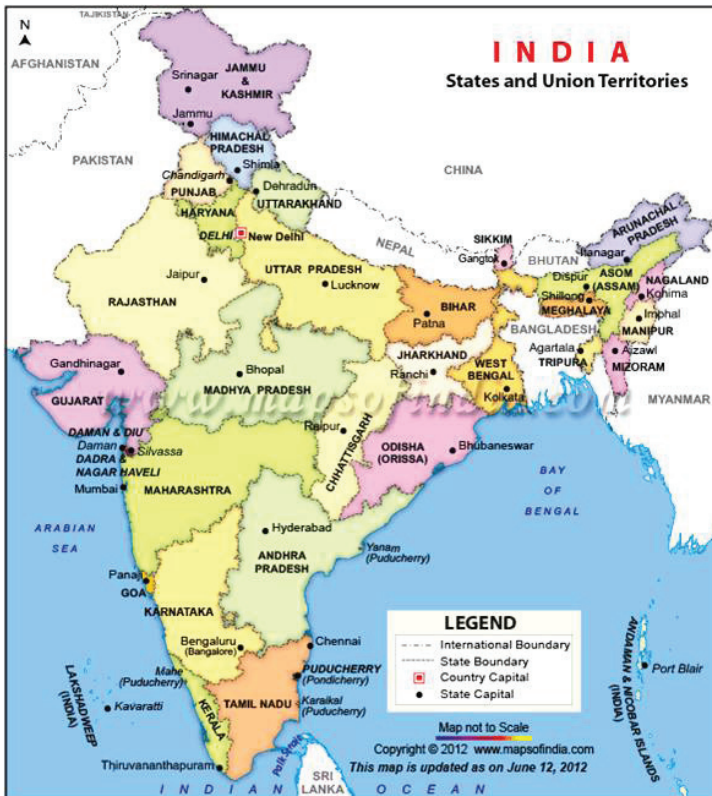 TAJIKISTAN
N
INDIA
States and Union Territories
AFGHANISTAN
JAMMU
&
KASHMIR
Srinagar
Jammu
HIMACHAL
PRADESH
Shimla
PAKISTAN
CHINA
Chandigarh
PUNJAB
Dehradun
UTTARAKHAND
HARYANA
DELHI
New Delhi
NEPAL
SIKKIM
Gangtok
BHUTAN
ARUNACHAL
PRADESH
Itanagar
Jaipur
RAJASTHAN
UTTAR PRADESH
Lucknow
Dispur
ASOM
(ASSAM)
NAGALAND
Kohima
Shillong
MEGHALAYA
BIHAR
Patna
Imphal
MANIPUR
BANGLADESH
Agartala
TRIPURA
Aizawl
MIZORAM
JHARKHAND
Ranchi
WEST
BENGAL
Kolkata
Gandhinagar
GUJARAT
Bhopal
MADHYA PRADESH
www.mapsofindia.com
MYANMAR
DAMAN & DIU
Daman
Silvassa
DADRA &
NAGAR HAVELI
Raipur
CHHATTISGARH
ODISHA
(ORISSA)
Bhubaneswar
Mumbai
MAHARASHTRA
BAY
OF
BENGAL
ARABIAN
SEA
Hyderabad
ANDHRA
PRADESH
Yanam
(Puducherry)
Panaji
GOA
KARNATAKA
Bengaluru
(Bangalore)
Chennai
Mahe
(Puducherry)
PUDUCHERRY
(Pondicherry)
LAKSHADWEEP
(INDIA)
Kavaratti
KERALA
TAMIL NADU
Karaikal
(Puducherry)
Thiruvananthapuram
Palk Strait
SRI
LANKA
INDIAN OCEAN
ANDAMAN & NICOBAR ISLANDS
(INDIA)
Port Blair
LEGEND
International Boundary
State Boundary
Country Capital
State Capital
Map not to Scale
Copyright © 2012 www.mapsofindia.com
This map is updated as on June 12, 2012